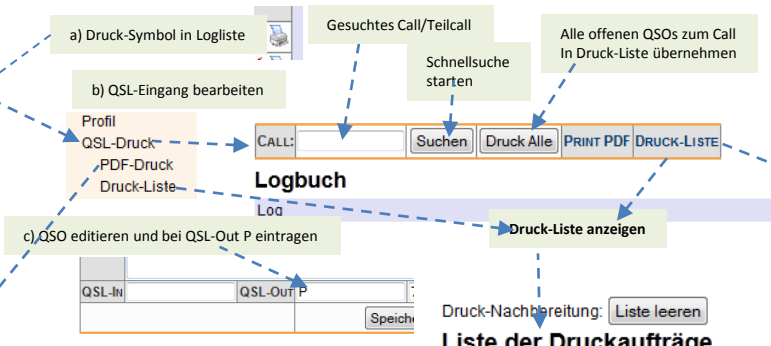 a) Druck-Symbol in Logliste
Gesuchtes Call/Teilcall
Alle offenen QSOs zum Call
In Druck-Liste übernehmen
Schnellsuche
starten
b) QSL-Eingang bearbeiten
Profil
QSL-Druck
PDF-Druck
Druck-Liste
CALL: Suchen Druck Alle PRINT PDF DRUCK-LISTE
Logbuch
Log
c) QSO editieren und bei QSL-Out P eintragen
Druck-Liste anzeigen
QSL-IN QSL-OUT P
Druck-Nachbereitung: Liste leeren
Liste der Druckaufträge